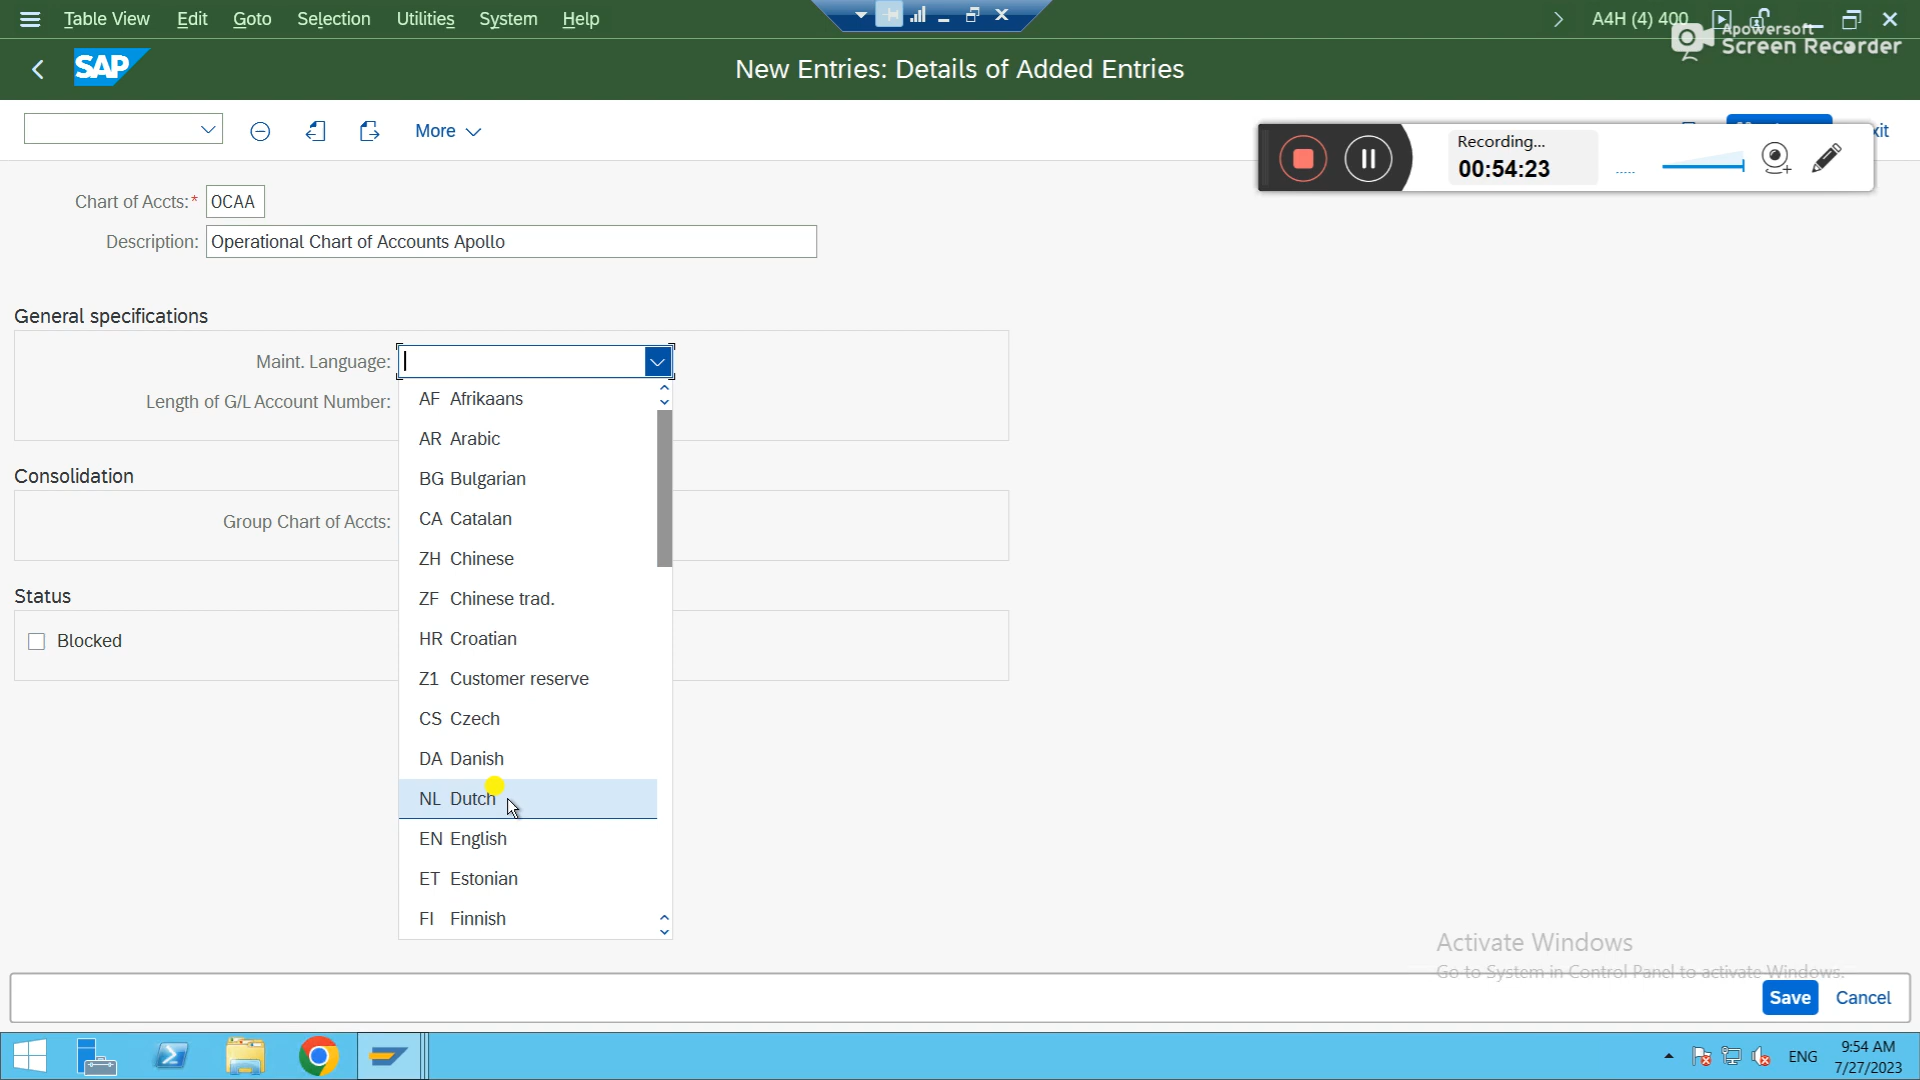 Table View Edit Goto Selection Utilities System Help
A4H (4) 400
Apowersoft
Screen Recorder
SAP
New Entries: Details of Added Entries
More
Recording...
00:54:23
xit
Chart of Accts:* OCAA
Description: Operational Chart of Accounts Apollo
General specifications
Maint. Language:
Length of G/L Account Number:
AF Afrikaans
AR Arabic
BG Bulgarian
CA Catalan
ZH Chinese
ZF Chinese trad.
HR Croatian
Z1 Customer reserve
CS Czech
DA Danish
NL Dutch
EN English
ET Estonian
FI Finnish
Consolidation
Group Chart of Accts:
Status
Blocked
Activate Windows
Go to System in Control Panel to activate Windows.
Save Cancel
ENG
9:54 AM
7/27/2023